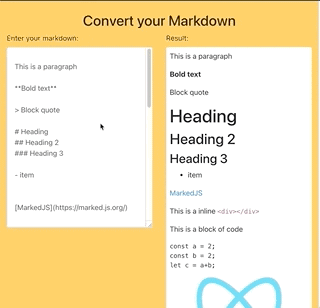 Convert your Markdown
Enter your markdown:
This is a paragraph
**Bold text**
> Block quote
# Heading
## Heading 2
### Heading 3
- item
[MarkedJS](https://marked.js.org/)
Result:
This is a paragraph
Bold text
Block quote
Heading
Heading 2
Heading 3
• item
MarkedJS
This is a inline <div></div>
This is a block of code
const a = 2;
const b = 2;
let c = a+b;